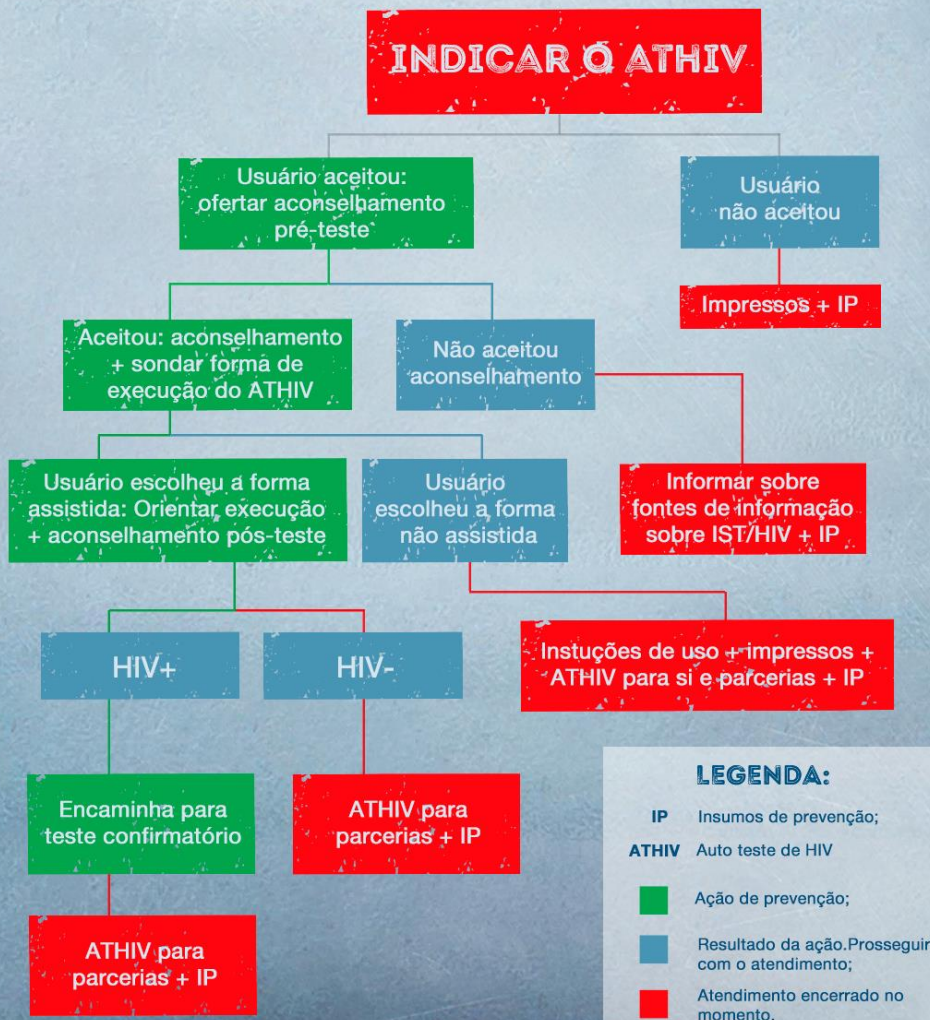 INDICAR O ATHIV
Usuário aceitou:
ofertar aconselhamento
pré-teste
Usuário
não aceitou
Impressos + IP
Aceitou: aconselhamento
+ sondar forma de
execução do ATHIV
Não aceitou
aconselhamento
Usuário escolheu a forma
assistida: Orientar execução
+ aconselhamento pós-teste
Usuário
escolheu a forma
não assistida
Informar sobre
fontes de informação
sobre IST/HIV + IP
HIV+
HIV-
Instuções de uso + impressos +
ATHIV para si e parcerias + IP
Encaminha para
teste confirmatório
ATHIV para
parcerias + IP
ATHIV para
parcerias + IP
LEGENDA:
IP Insumos de prevenção;
ATHIV Auto teste de HIV
Ação de prevenção;
Resultado da ação.Prosseguir
com o atendimento;
Atendimento encerrado no
momento.